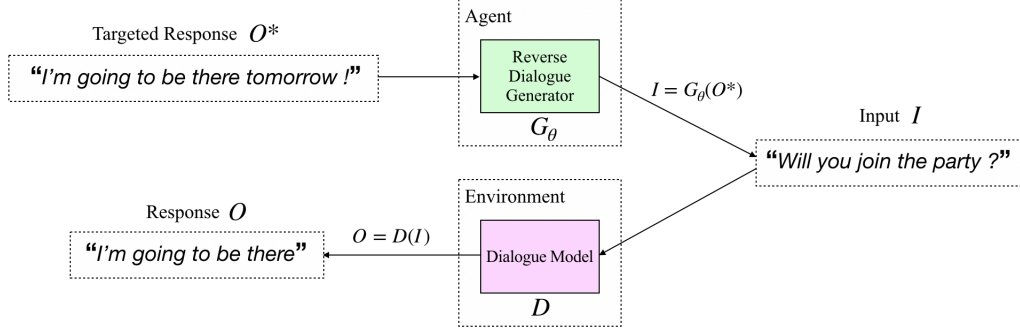 Agent
Targeted Response O*
“I’m going to be there tomorrow !”
Reverse
Dialogue
Generator
Gθ
I = Gθ(O*)
Input I
“Will you join the party ?”
Environment
Response O
“I’m going to be there”
O = D(I)
Dialogue Model
D